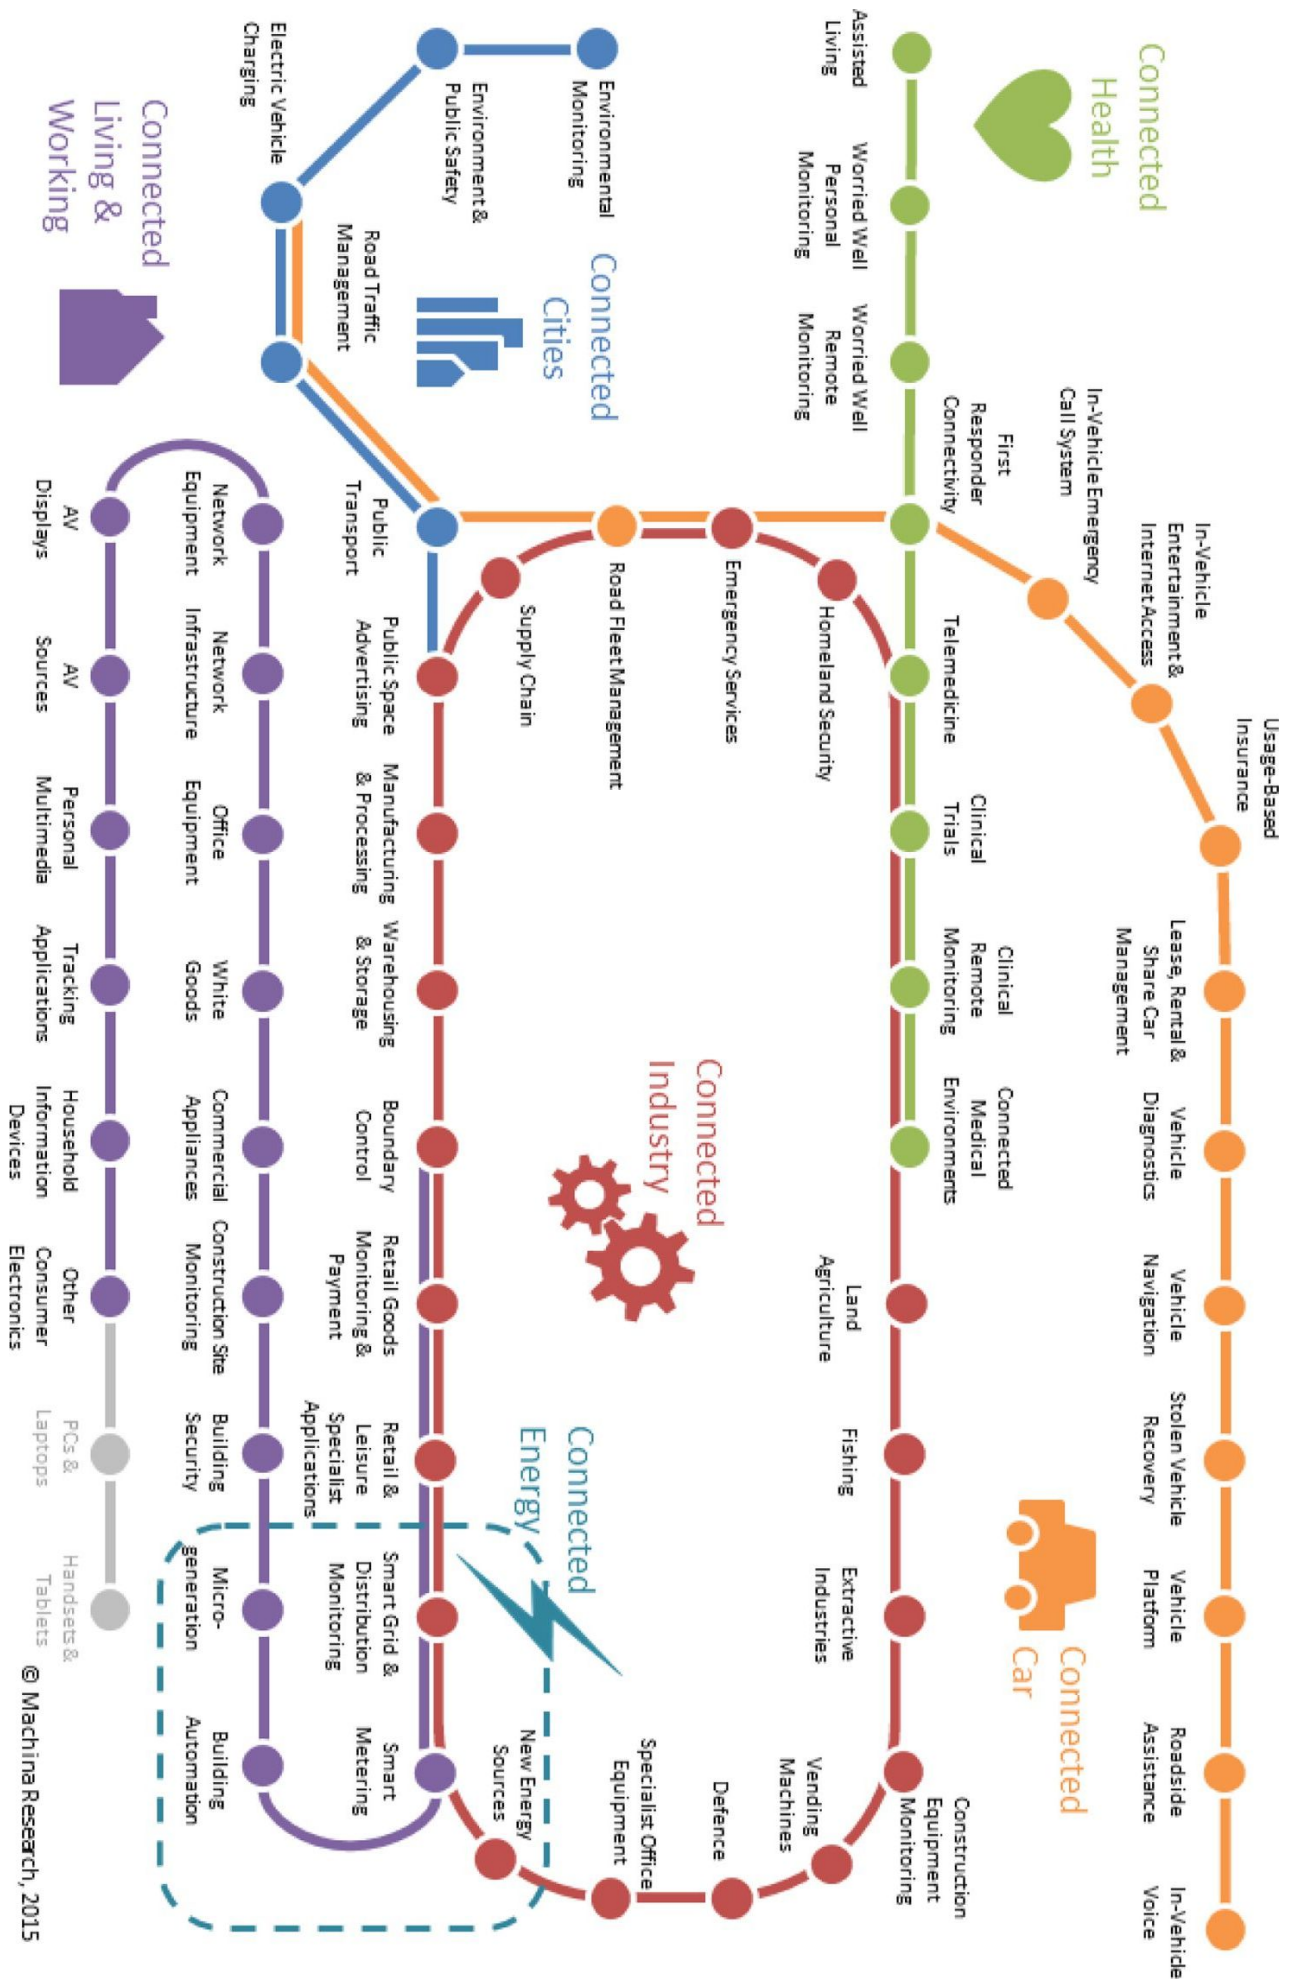 Connected
Health
Assisted
Living
Worried Well
Personal
Monitoring
Worried Well
Remote
Monitoring
First
Responder
Connectivity
Telemedicine
Clinical
Trials
Clinical
Remote
Monitoring
Connected
Medical
Environments
In-Vehicle Emergency
Call System
In-Vehicle
Entertainment &
Internet Access
Usage-Based
Insurance
Lease, Rental &
Share Car
Management
Vehicle
Diagnostics
Vehicle
Navigation
Stolen Vehicle
Recovery
Vehicle
Platform
Roadside
Assistance
In-Vehicle
Voice
Connected
Car
Homeland Security
Emergency Services
Road Fleet Management
Supply Chain
Land
Agriculture
Fishing
Extractive
Industries
Construction
Equipment
Monitoring
Vending
Machines
Defence
Specialist Office
Equipment
New Energy
Sources
Connected
Industry
Connected
Energy
Environmental
Monitoring
Environment &
Public Safety
Connected
Cities
Electric Vehicle
Charging
Road Traffic
Management
Public
Transport
Public Space
Advertising
Manufacturing
& Processing
Warehousing
& Storage
Boundary
Control
Retail Goods
Monitoring &
Payment
Retail &
Leisure
Specialist
Applications
Smart Grid &
Distribution
Monitoring
Smart
Metering
Connected
Living &
Working
Network
Equipment
Network
Infrastructure
Office
Equipment
White
Goods
Commercial
Appliances
Construction Site
Monitoring
Building
Security
Micro-
generation
Building
Automation
AV
Displays
AV
Sources
Personal
Multimedia
Tracking
Applications
Household
Information
Devices
Other
Consumer
Electronics
PCs &
Laptops
Handsets &
Tablets
© Machina Research, 2015